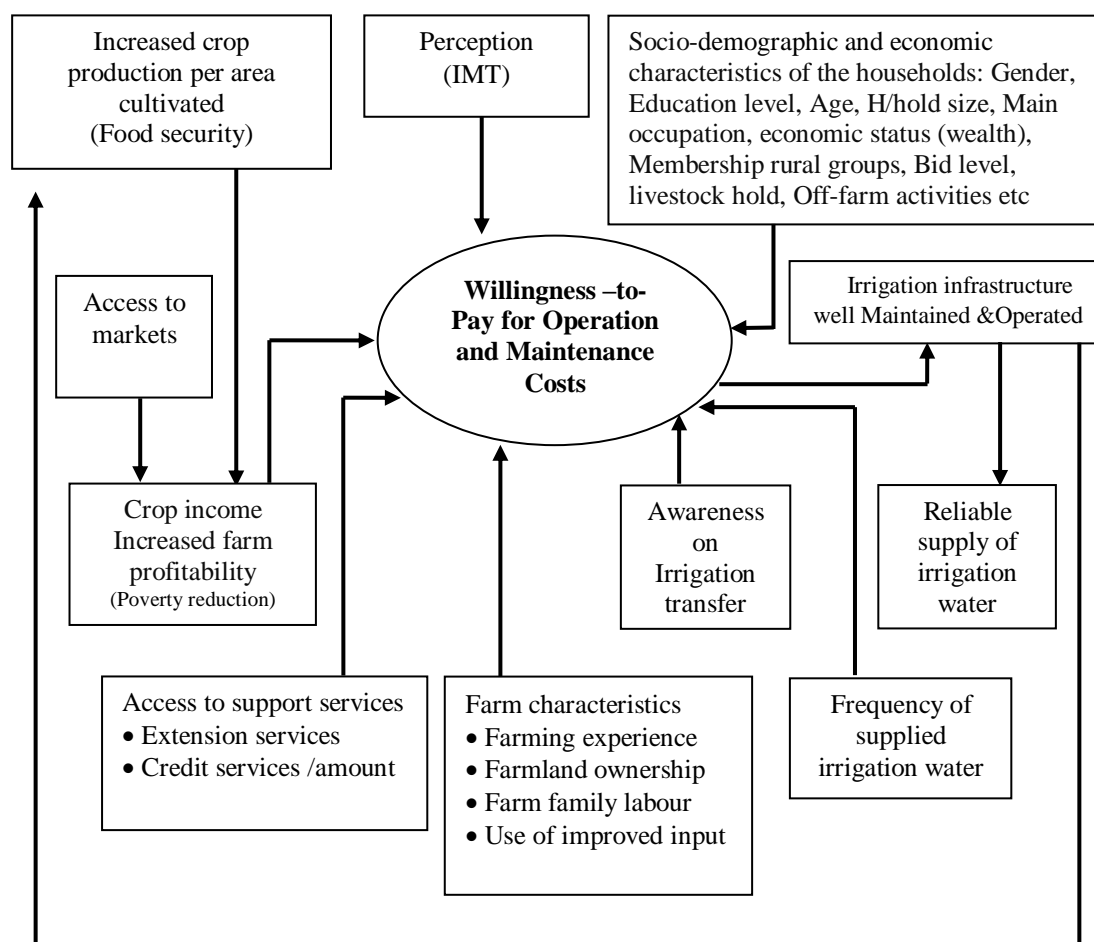 Increased crop
production per area
cultivated
(Food security)
Perception
(IMT)
Socio-demographic and economic
characteristics of the households: Gender,
Education level, Age, H/hold size, Main
occupation, economic status (wealth),
Membership rural groups, Bid level,
livestock hold, Off-farm activities etc
Access to
markets
Willingness –to-
Pay for Operation
and Maintenance
Costs
Irrigation infrastructure
well Maintained &Operated
Crop income
Increased farm
profitability
(Poverty reduction)
Awareness
on
Irrigation
transfer
Reliable
supply of
irrigation
water
Access to support services
• Extension services
• Credit services /amount
Farm characteristics
• Farming experience
• Farmland ownership
• Farm family labour
• Use of improved input
Frequency of
supplied
irrigation water